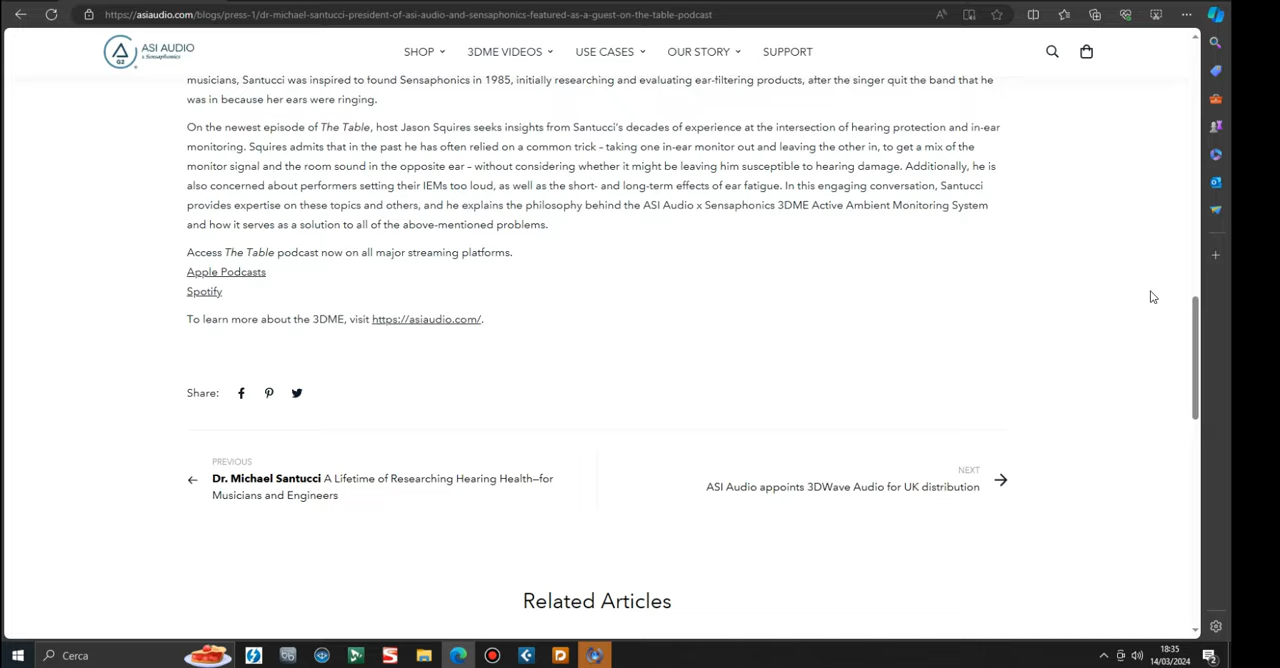 https://asiaudio.com/blogs/press-1/dr-michael-santucci-president-of-asi-audio-and-sensaphonics-featured-as-a-guest-on-the-table-podcast
ASI AUDIO
x Sensaphonics
G2
SHOP
3DME VIDEOS
USE CASES
OUR STORY
SUPPORT
musicians, Santucci was inspired to found Sensaphonics in 1985, initially researching and evaluating ear-filtering products, after the singer quit the band that he
was in because her ears were ringing.
On the newest episode of The Table, host Jason Squires seeks insights from Santucci's decades of experience at the intersection of hearing protection and in-ear
monitoring. Squires admits that in the past he has often relied on a common trick – taking one in-ear monitor out and leaving the other in, to get a mix of the
monitor signal and the room sound in the opposite ear – without considering whether it might be leaving him susceptible to hearing damage. Additionally, he is
also concerned about performers setting their IEMs too loud, as well as the short- and long-term effects of ear fatigue. In this engaging conversation, Santucci
provides expertise on these topics and others, and he explains the philosophy behind the ASI Audio x Sensaphonics 3DME Active Ambient Monitoring System
and how it serves as a solution to all of the above-mentioned problems.
Access The Table podcast now on all major streaming platforms.
Apple Podcasts
Spotify
To learn more about the 3DME, visit https://asiaudio.com/.
Share:
PREVIOUS
Dr. Michael Santucci A Lifetime of Researching Hearing Health—for
Musicians and Engineers
NEXT
ASI Audio appoints 3DWave Audio for UK distribution
Related Articles
Cerca
18:35
14/03/2024